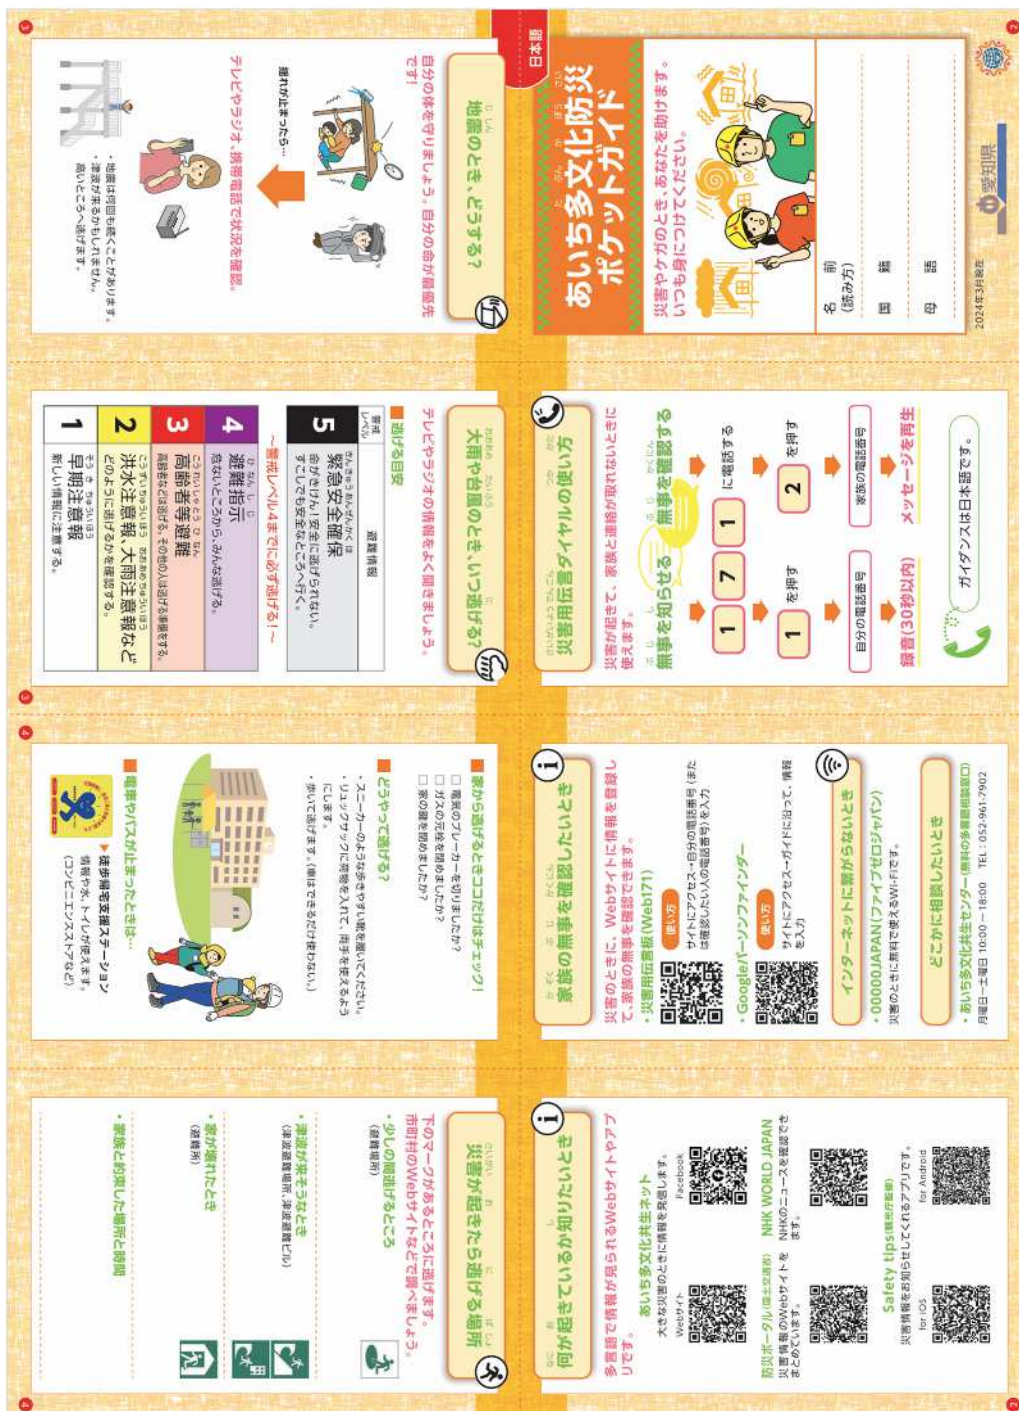 日本語
あいち多文化防災
ポケットガイド
災害やケガのとき、あなたを助けます。
いつも身につけてください。
名 前
(読み方)
国 籍
母 語
2024年3月現在
愛知県
災害用伝言ダイヤルの使い方
災害が起きて、家族と連絡が取れないときに
使えます。
無事を知らせる
無事を確認する
1 7 1 に電話する
1 を押す
2 を押す
自分の電話番号
家族の電話番号
録音(30秒以内)
メッセージを再生
ガイダンスは日本語です。
家族の無事を確認したいとき
災害のときに、Webサイトに情報を登録し
て、家族の無事を確認できます。
・災害用伝言板(Web171)
使い方
サイトにアクセス→自分の電話番号(また
は確認したい人の電話番号)を入力
・Googleパーソンファインダー
使い方
サイトにアクセス→ガイドに沿って、情報
を入力
インターネットに繋がらないとき
・00000JAPAN(ファイブゼロジャパン)
災害のときに無料で使えるWi-Fiです。
どこかに相談したいとき
・あいち多文化共生センター(無料の多言語相談窓口)
月曜日~土曜日 10:00~18:00 TEL:052-961-7902
何が起きているか知りたいとき
多言語で情報が見られるWebサイトやアプ
リです。
あいち多文化共生ネット
大きな災害のときに情報を発信します。
Webサイト
Facebook
防災ポータル(国土交通省)
災害情報のWebサイトを
まとめています。
NHK WORLD JAPAN
NHKのニュースを確認でき
ます。
Safety tips(観光庁監修)
災害情報をお知らせしてくれるアプリです。
for iOS
for Android
地震のとき、どうする?
自分の体を守りましょう。自分の命が最優先
です!
揺れが止まったら…
テレビやラジオ、携帯電話で状況を確認。
・地震は何回も続くことがあります。
・津波が来るかもしれません。
高いところへ逃げます。
大雨や台風のとき、いつ逃げる?
テレビやラジオの情報をよく聞きましょう。
■逃げる目安
警戒
レベル
避難情報
5
緊急安全確保
命がきけん!安全に逃げられない。
すこしでも安全なところへ行く。
~警戒レベル4までに必ず逃げる!~
4
避難指示
危ないところから、みんな逃げる。
3
高齢者等避難
高齢者などは逃げる。その他の人は逃げる準備をする。
2
洪水注意報、大雨注意報など
どのように逃げるかを確認する。
1
早期注意報
新しい情報に注意する。
■家から逃げるときココだけはチェック!
□電気のブレーカーを切りましたか?
□ガスの元栓を閉めましたか?
□家の鍵を閉めましたか?
■どうやって逃げる?
・スニーカーのような歩きやすい靴を履いてください。
・リュックサックに荷物を入れて、両手を使えるよう
にします。
・歩いて逃げます。(車はできるだけ使わない。)
■電車やバスが止まったときは…
▶徒歩帰宅支援ステーション
情報や水、トイレが使えます。
(コンビニエンスストアなど)
災害が起きたら逃げる場所
下のマークがあるところに逃げます。
市町村のWebサイトなどで調べましょう。
・少しの間逃げるところ
(避難場所)
・津波が来そうなとき
(津波避難場所、津波避難ビル)
・家が壊れたとき
(避難所)
・家族と約束した場所と時間
2
2
3
3
4
4